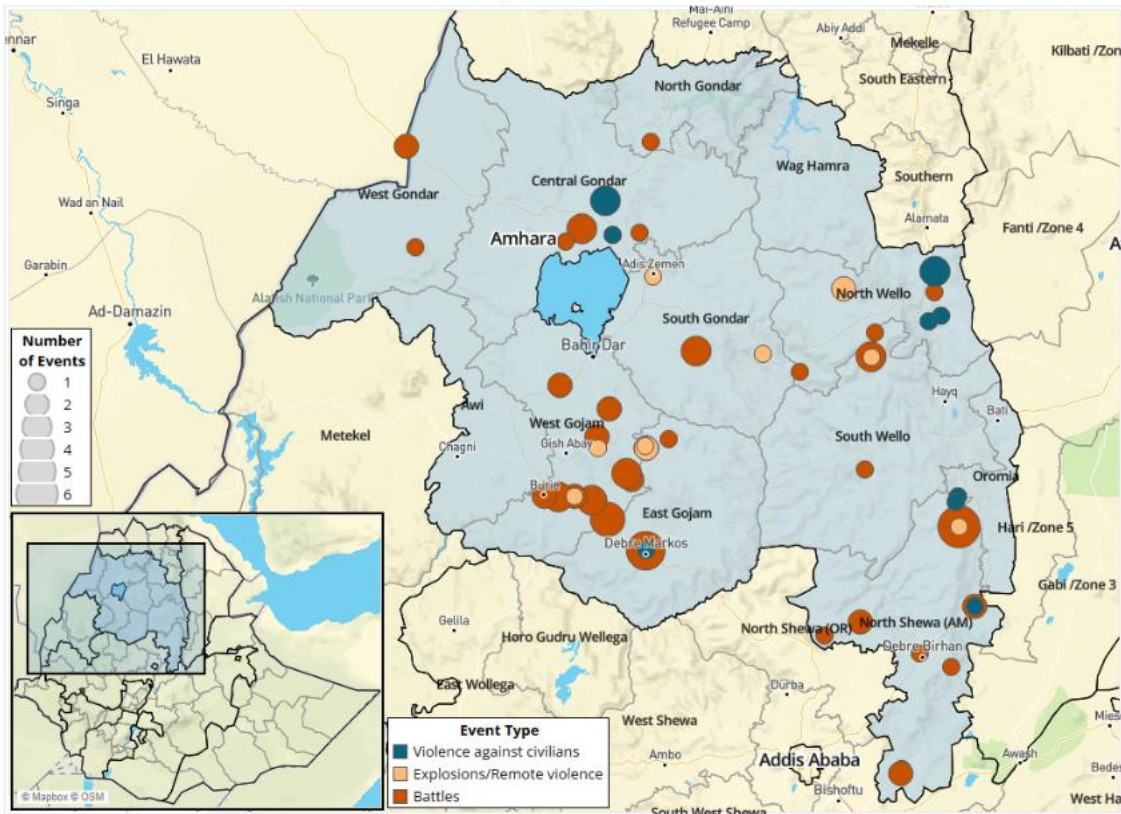 Mai-Aini
Refugee Camp
Abiy Addi
ennar
El Hawata
Mekelle
Kilbati /Zone
South Eastern
North Gondar
Singa
Wag Hamra
Southern
Central Gondar
West Gondar
Wad an Nail
Alamata
Fanti /Zone 4
Amhara
A
Garabin
Adis Zemen
Alatish National Park
North Wello
Ad-Damazin
South Gondar
Number
of Events
1
2
3
4
5
6
Bahir Dar
Hayq
Awi
Bati
West Gojam
Metekel
Chagni
Gish Abay
South Wello
Oromia
Burie
East Gojam
Hari /Zone 5
Debre Markos
Gabi /Zone 3
Gelila
Horo Gudru Wellega
North Shewa (OR)
North Shewa (AM)
Debre Birhan
East Wollega
Durba
West Shewa
Mies
Event Type
Violence against civilians
Explosions/Remote violence
Battles
Ambo
Addis Ababa
Awash
Bishoftu
Bedes
South West Shewa
West Ha
© Mapbox © OSM